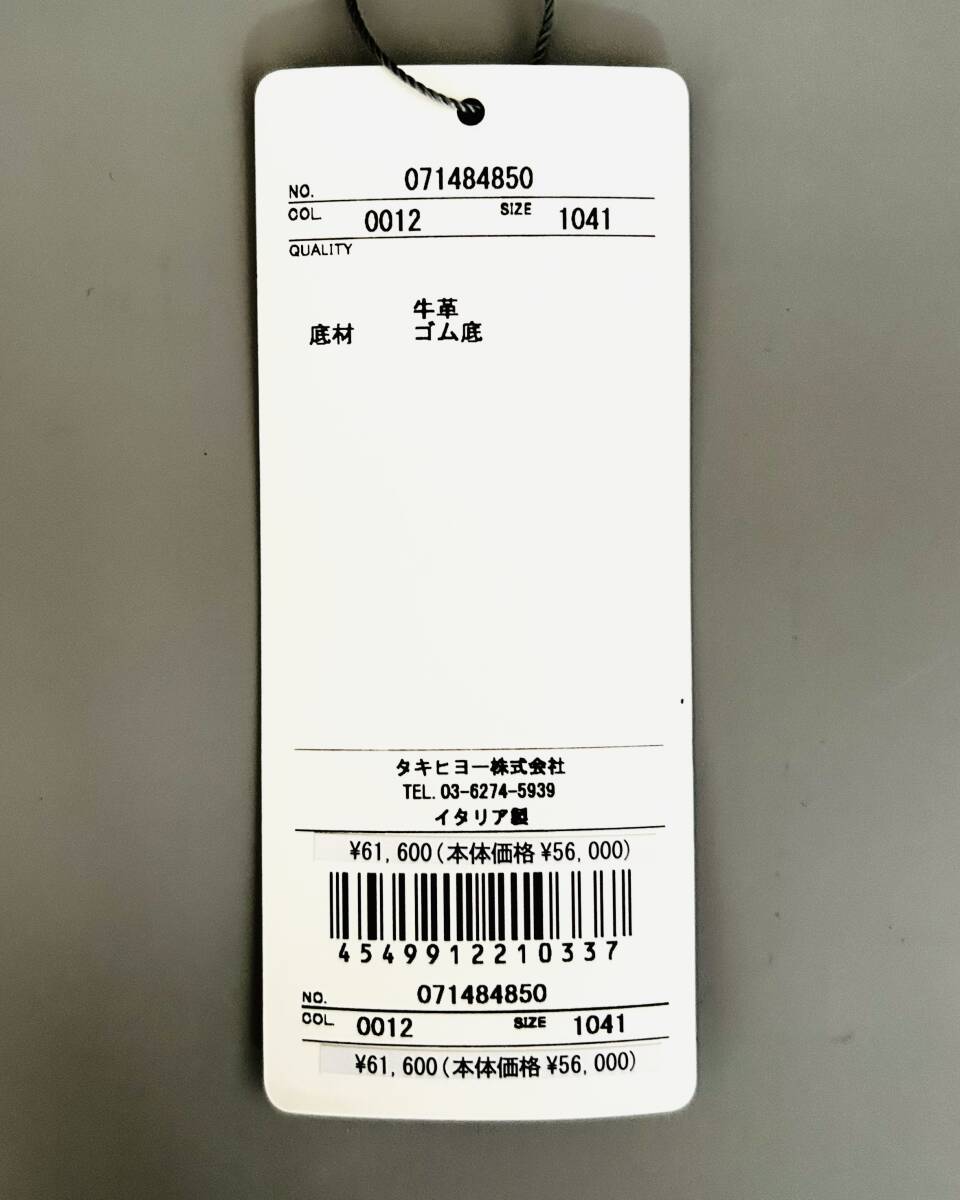 NO. 071484850
COL. 0012 SIZE 1041
QUALITY
牛革
底材 ゴム底
タキヒヨー株式会社
TEL. 03-6274-5939
イタリア製
¥61,600(本体価格¥56,000)
4549912210337
NO. 071484850
COL. 0012 SIZE 1041
¥61,600(本体価格¥56,000)